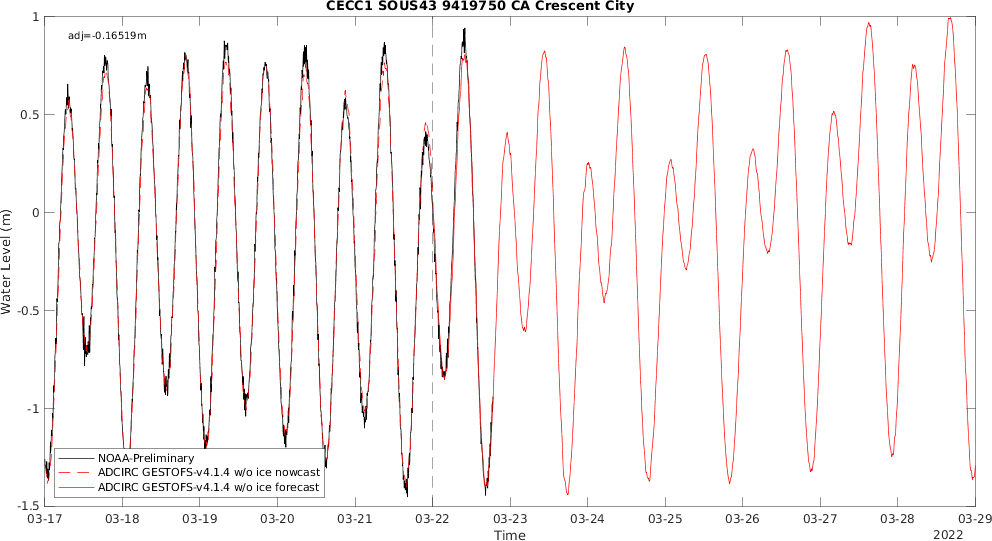 CECC1 SOUS43 9419750 CA Crescent City
adj=-0.16519m
1
0.5
0
-0.5
-1
-1.5
Water Level (m)
NOAA-Preliminary
ADCIRC GESTOFS-v4.1.4 w/o ice nowcast
ADCIRC GESTOFS-v4.1.4 w/o ice forecast
03-17 03-18 03-19 03-20 03-21 03-22 03-23 03-24 03-25 03-26 03-27 03-28 03-29
Time
2022